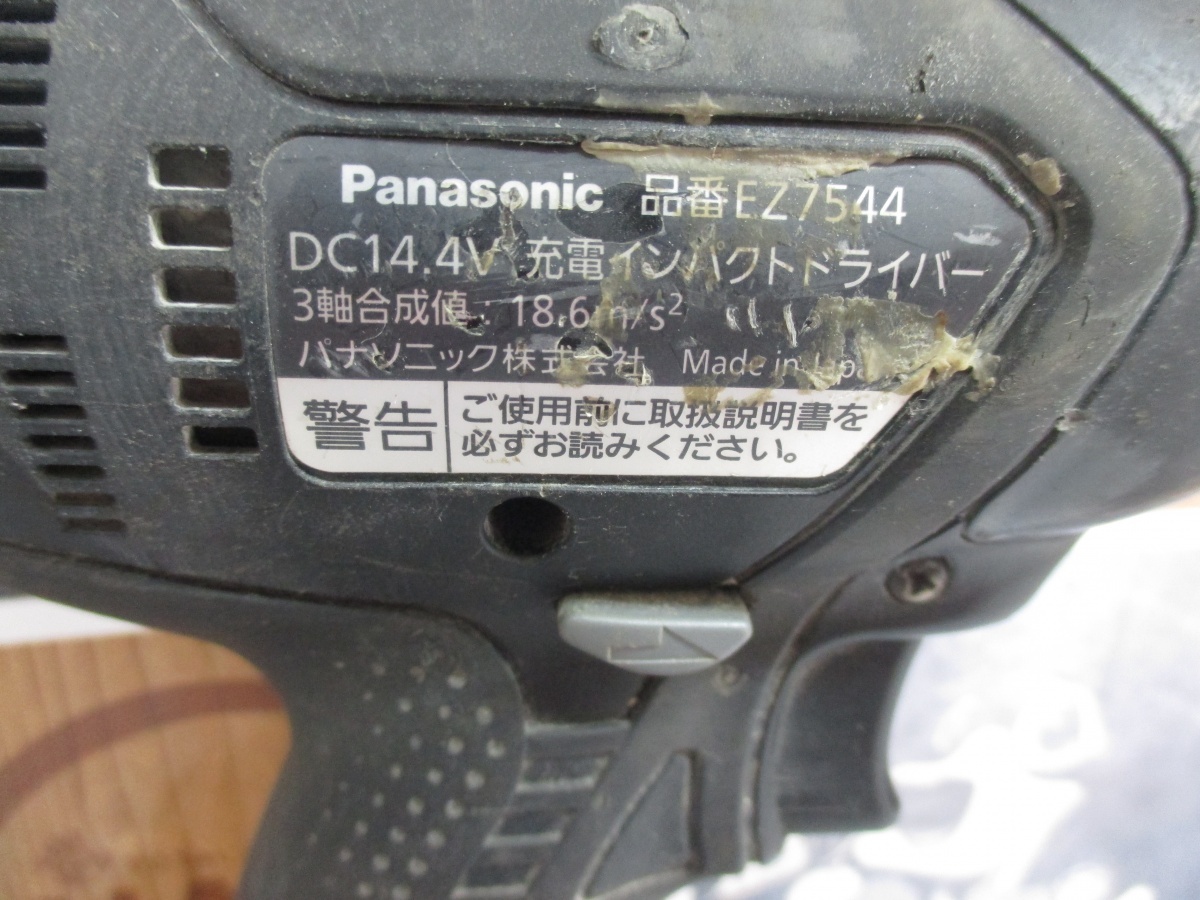 Panasonic 品番EZ7544
DC14.4V 充電インパクトドライバー
3軸合成値：18.6m/s²
パナソニック株式会社 Made in Japan
警告
ご使用前に取扱説明書を
必ずお読みください。